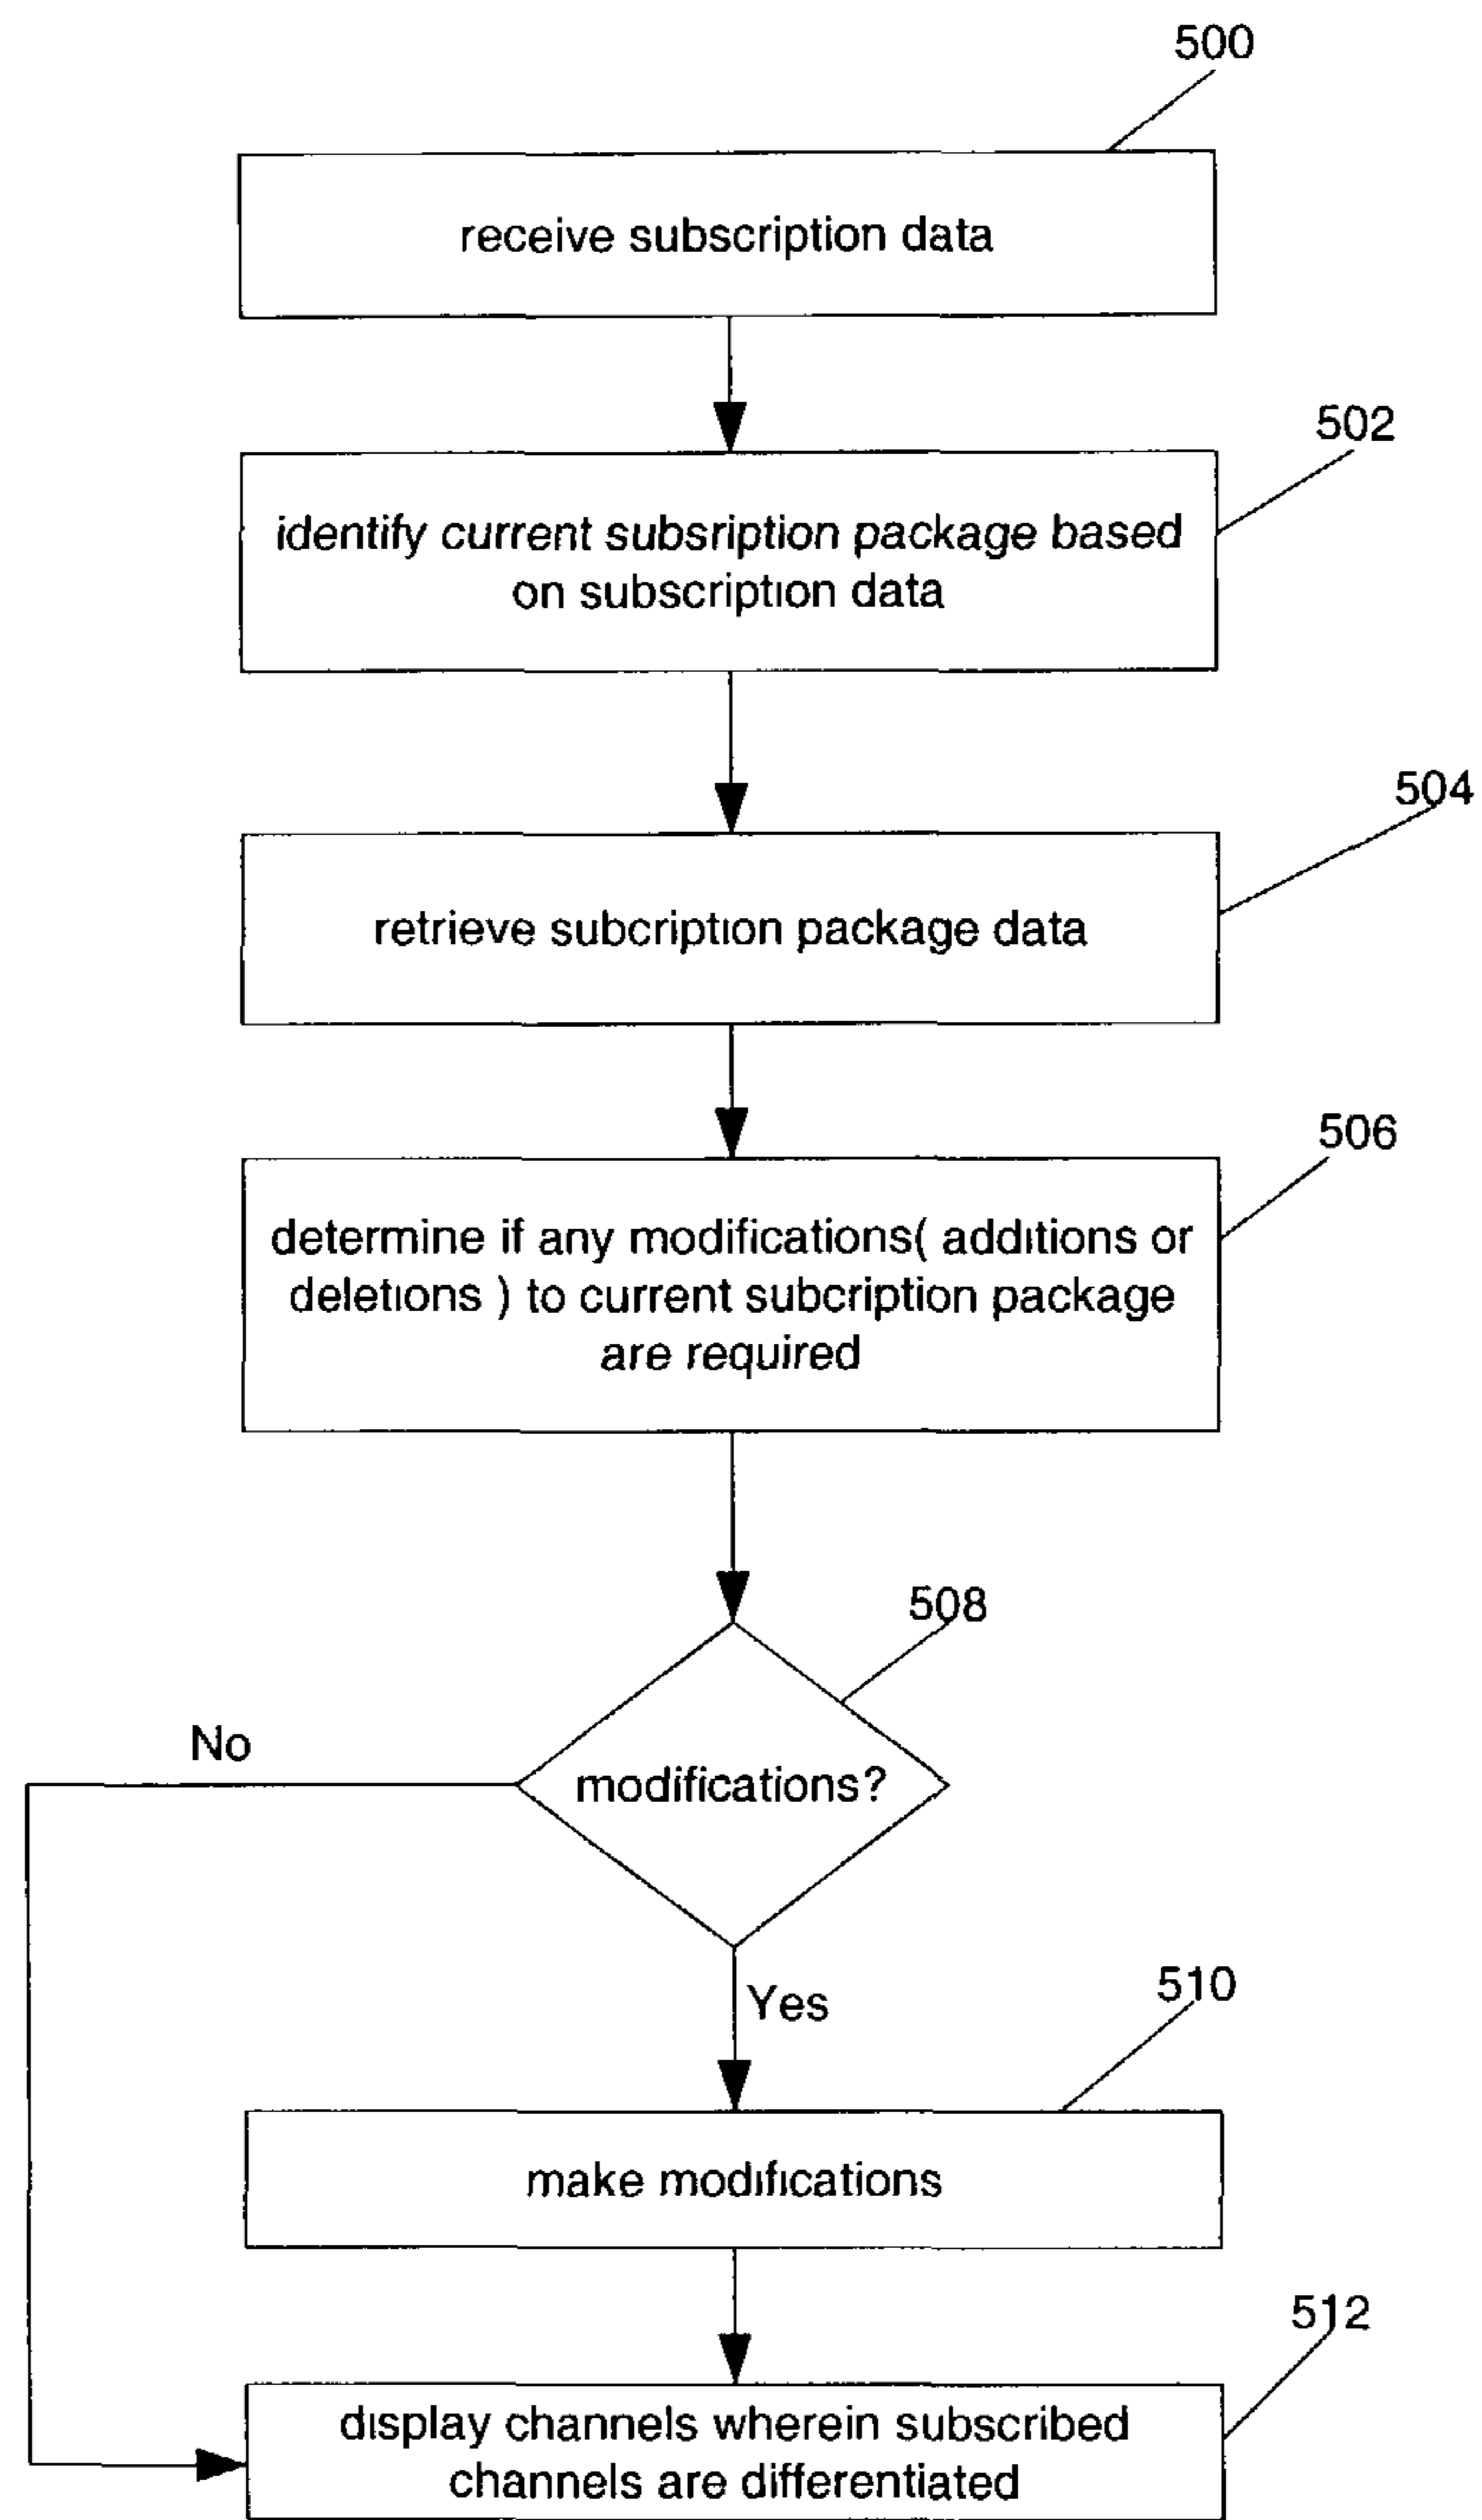 500
receive subscription data
502
identify current subsription package based
on subscription data
504
retrieve subcription package data
506
determine if any modifications( additions or
deletions ) to current subcription package
are required
508
modifications?
No
Yes
510
make modifications
512
display channels wherein subscribed
channels are differentiated